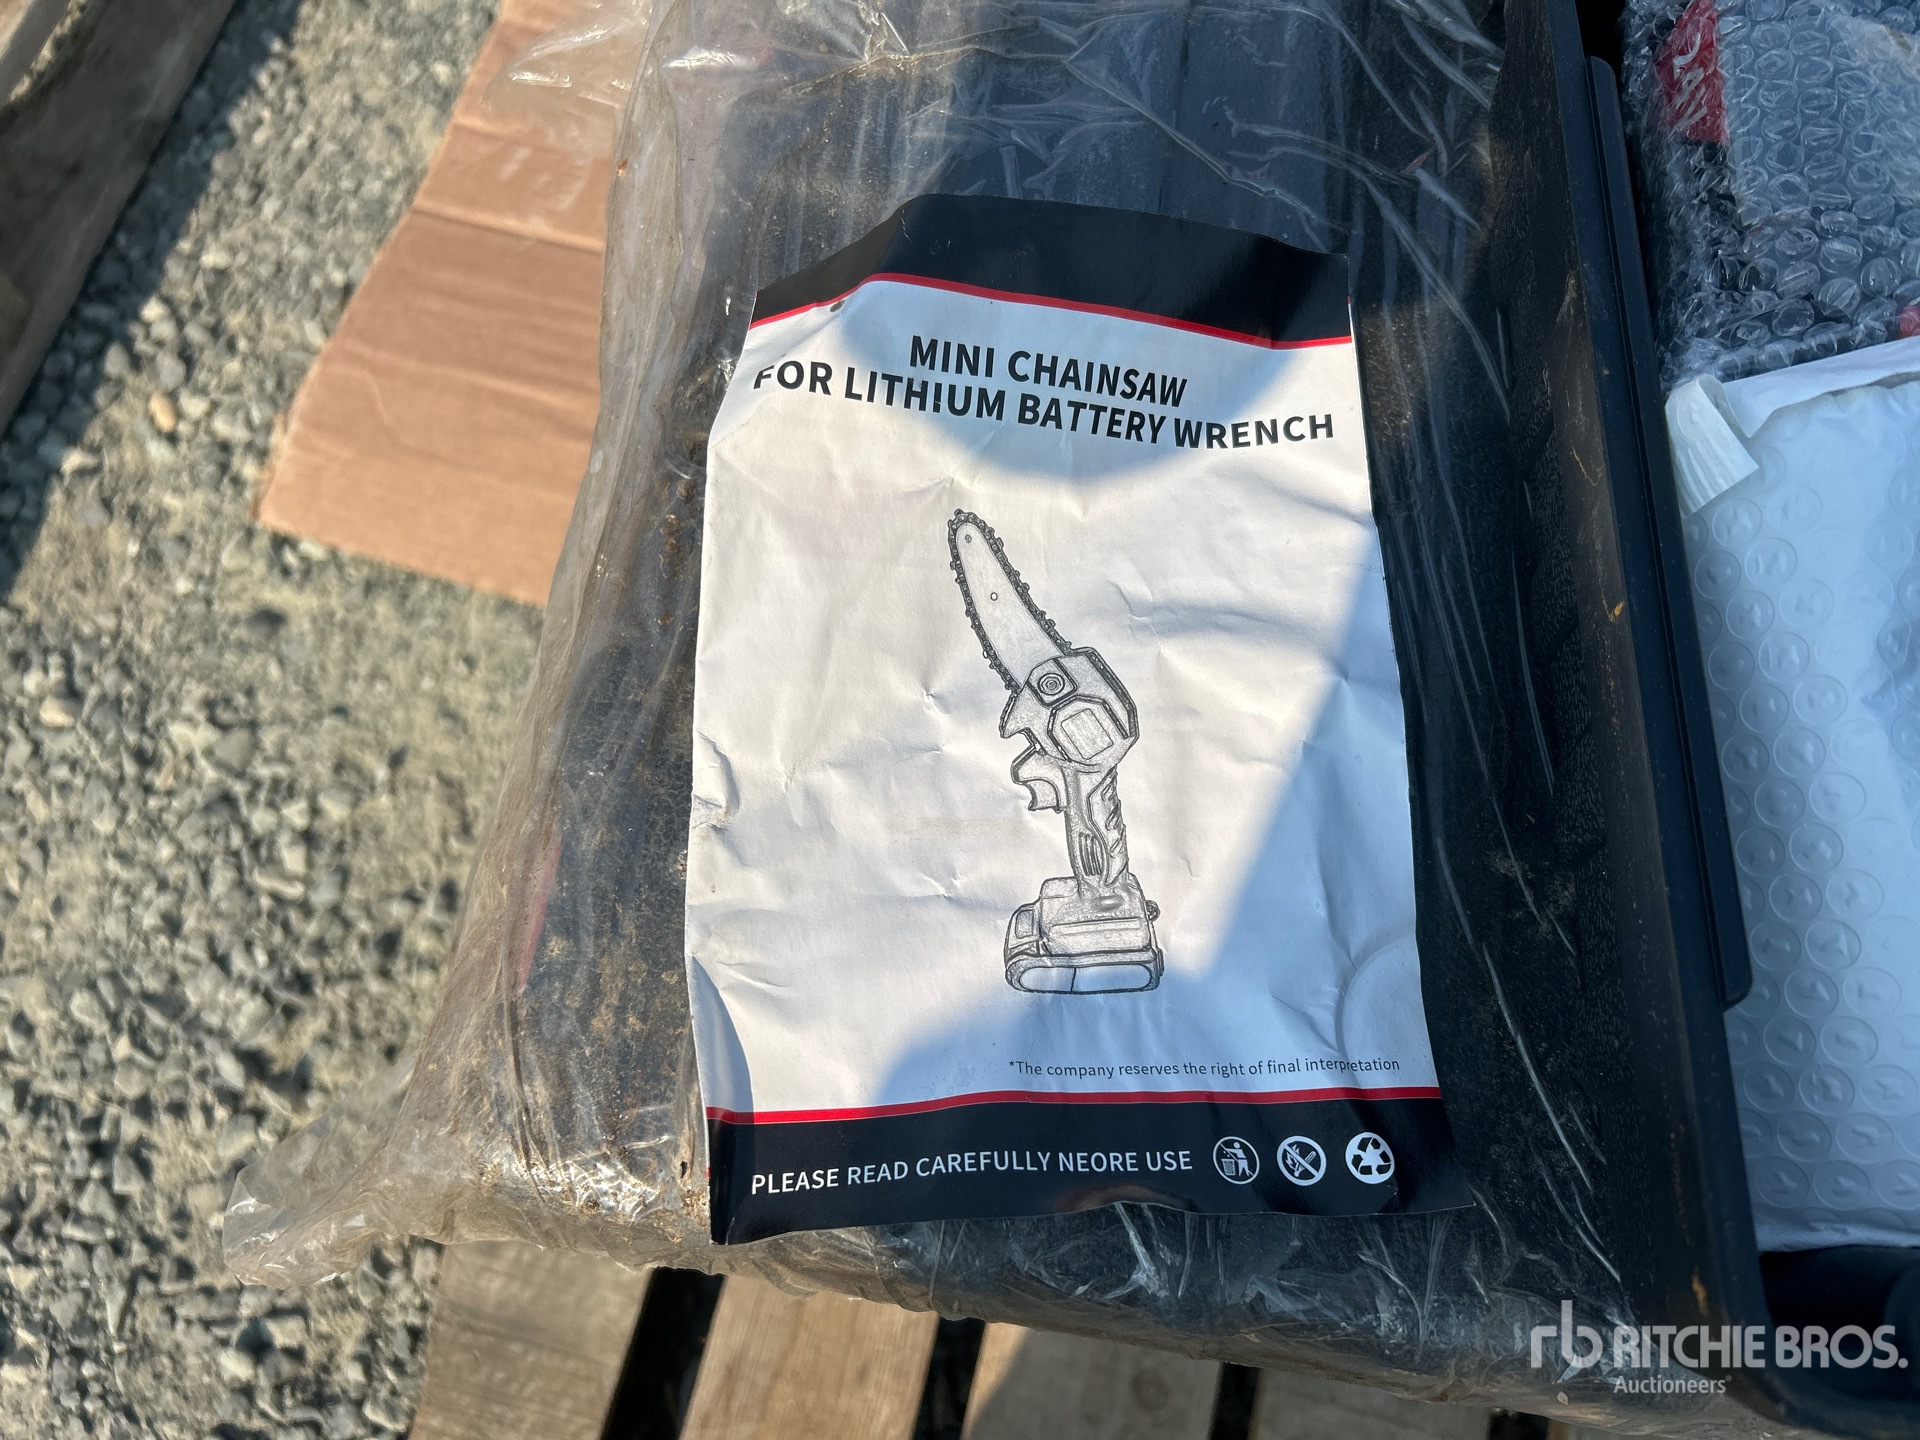 MINI CHAINSAW
FOR LITHIUM BATTERY WRENCH
*The company reserves the right of final interpretation
PLEASE READ CAREFULLY NEORE USE
rb RITCHIE BROS.
Auctioneers